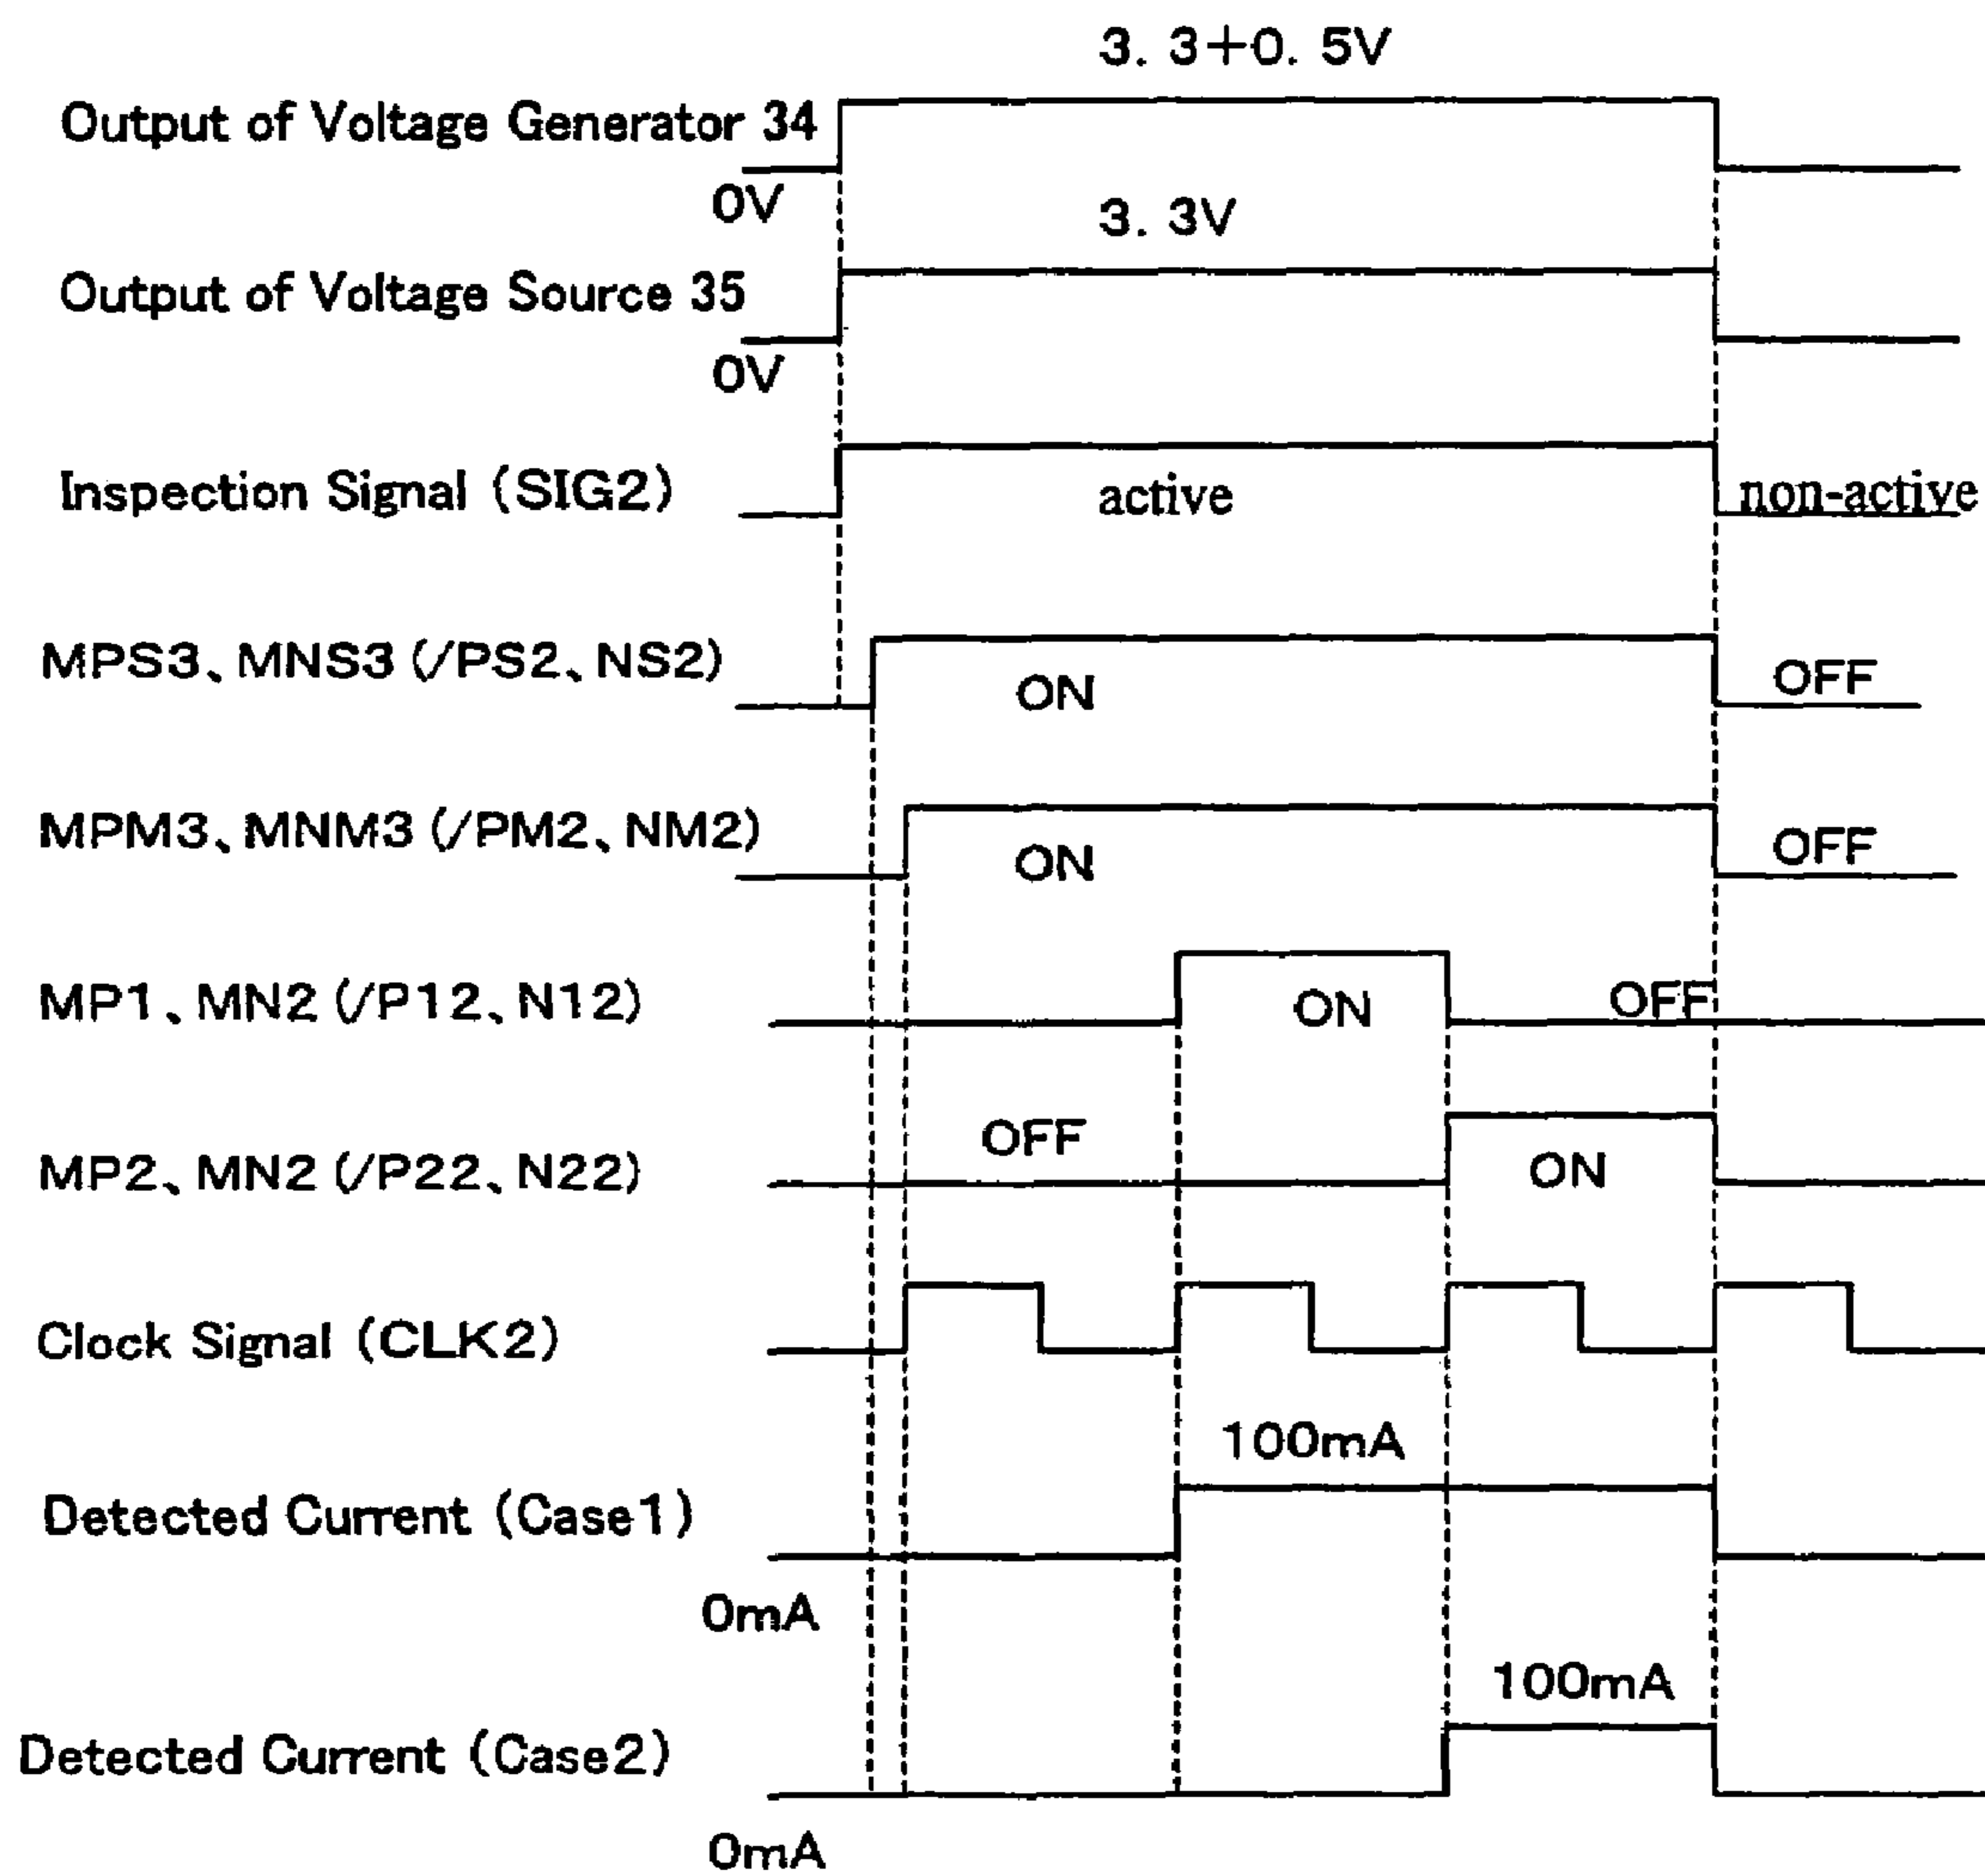 3. 3+0. 5V
Output of Voltage Generator 34
0V
3. 3V
Output of Voltage Source 35
0V
Inspection Signal (SIG2)
active
non-active
MPS3、MNS3 (/PS2、NS2)
ON
OFF
MPM3、MNM3 (/PM2、NM2)
ON
OFF
MP1、MN2 (/P12、N12)
ON
OFF
OFF
MP2、MN2 (/P22、N22)
ON
Clock Signal (CLK2)
100mA
Detected Current (Case1)
0mA
100mA
Detected Current (Case2)
0mA